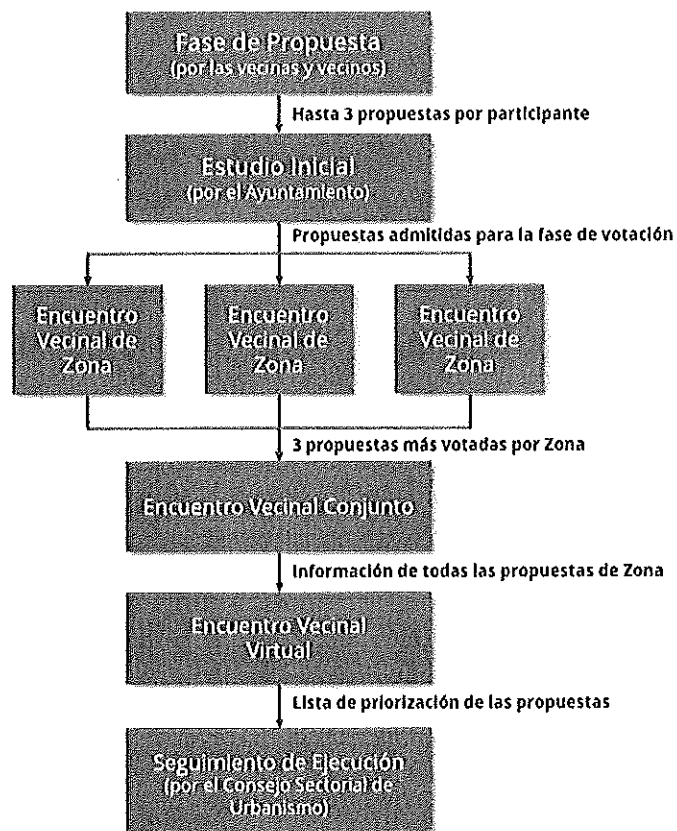 Fase de Propuesta
(por las vecinas y vecinos)
Hasta 3 propuestas por participante
Estudio Inicial
(por el Ayuntamiento)
Propuestas admitidas para la fase de votación
Encuentro
Vecinal de
Zona
Encuentro
Vecinal de
Zona
Encuentro
Vecinal de
Zona
3 propuestas más votadas por Zona
Encuentro Vecinal Conjunto
Información de todas las propuestas de Zona
Encuentro Vecinal
Virtual
Lista de priorización de las propuestas
Seguimiento de Ejecución
(por el Consejo Sectorial de
Urbanismo)